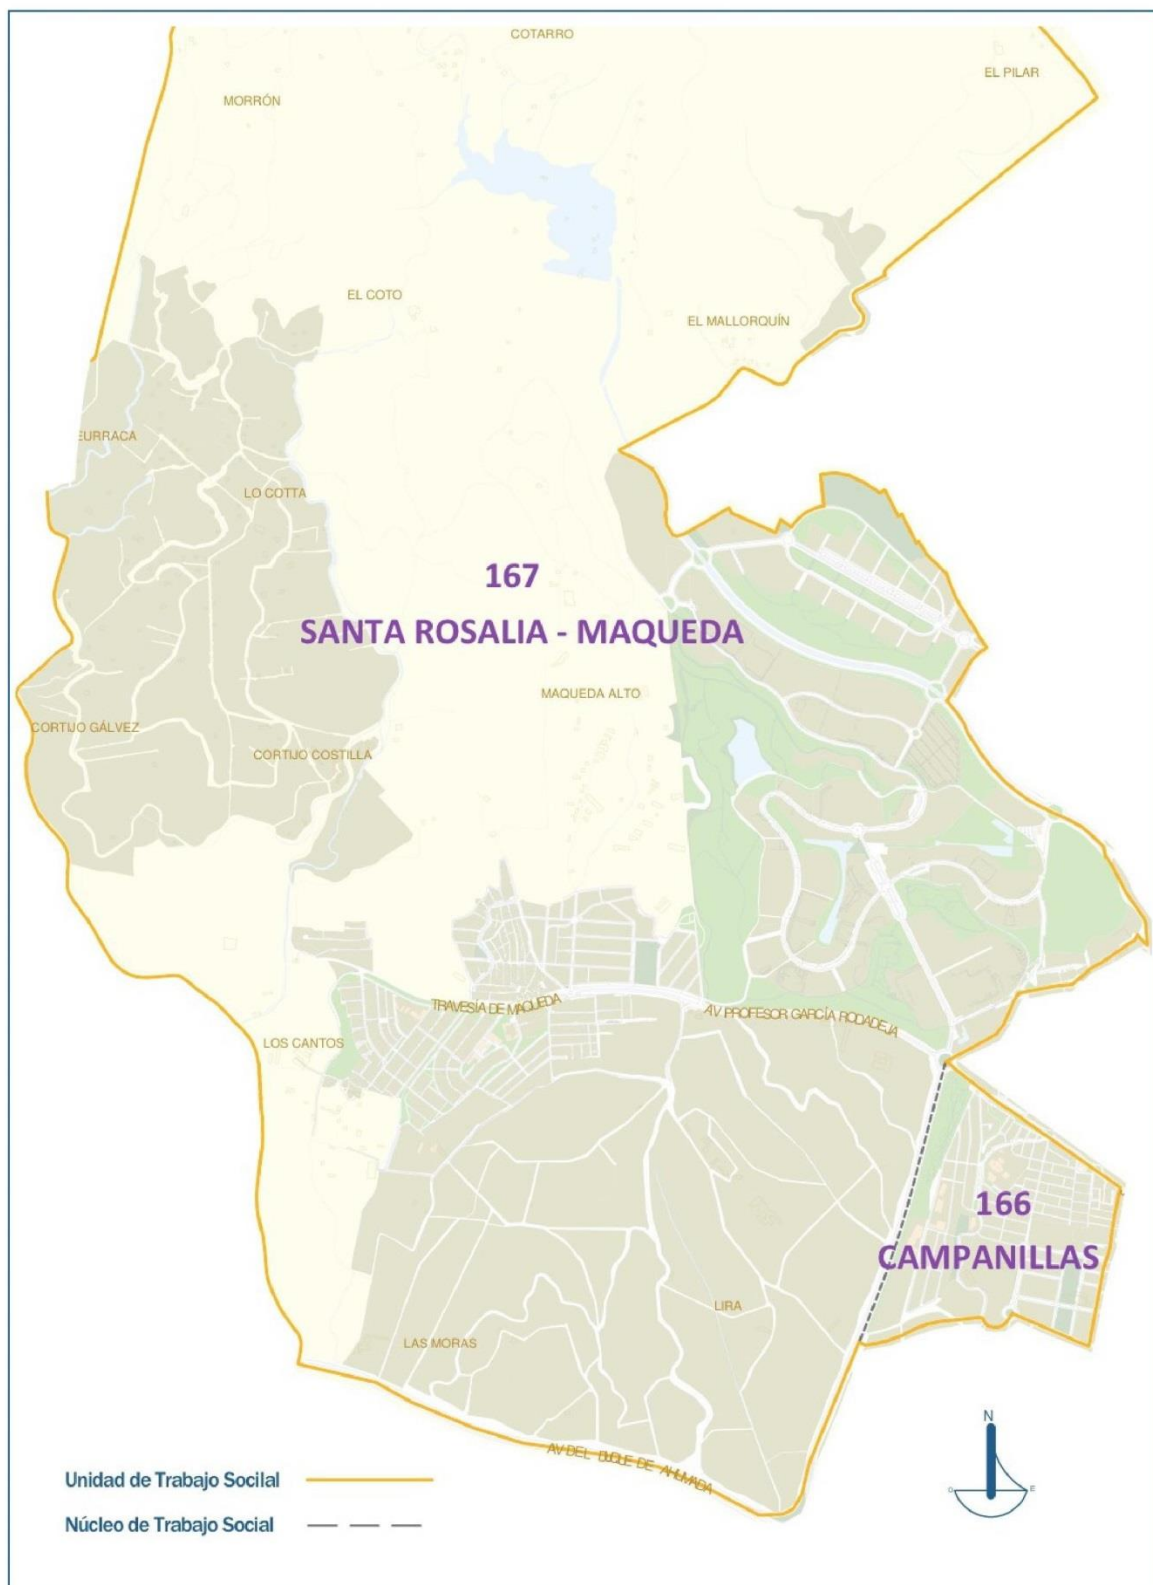 COTARRO
EL PILAR
MORRÓN
EL COTO
EL MALLORQUÍN
EURRACA
LO COTTA
167
SANTA ROSALIA - MAQUEDA
MAQUEDA ALTO
CORTIJO GÁLVEZ
CORTIJO COSTILLA
TRAVESÍA DE MAQUEDA
AV PROFESOR GARCÍA RODADEJA
LOS CANTOS
166
CAMPANILLAS
LIRA
LAS MORAS
AV DEL DUQUE DE AHUMADA
N
O
E
Unidad de Trabajo Socilal
Núcleo de Trabajo Social